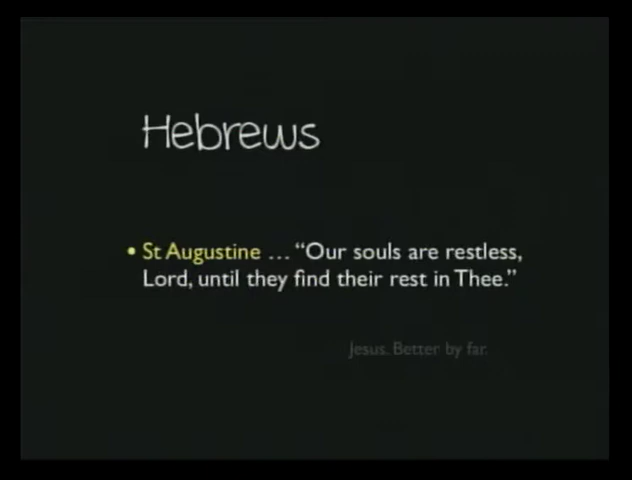 Hebrews
• St Augustine … “Our souls are restless,
Lord, until they find their rest in Thee.”
Jesus. Better by far.